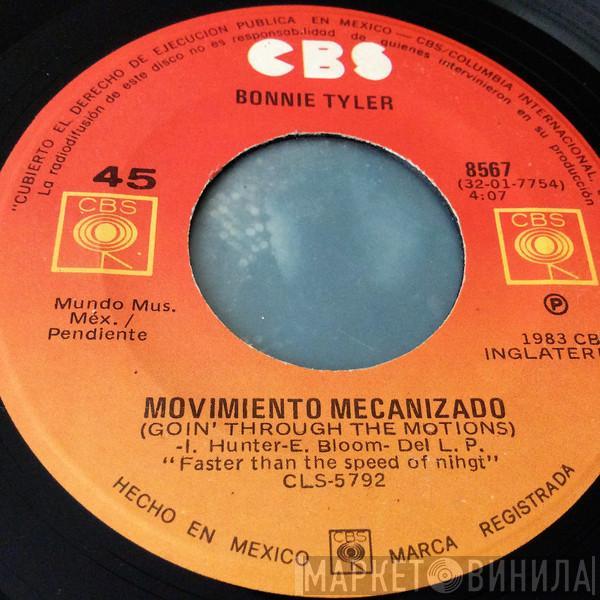 "CUBIERTO EL DERECHO DE EJECUCION PUBLICA EN MEXICO — CBS/COLUMBIA INTERNACIONAL,
La radiodifusión de este disco no es responsabilidad de quienes intervinieron en su producción
CBS
BONNIE TYLER
45
8567
(32-01-7754)
4:07
CBS
CBS
Mundo Mus.
Méx. /
Pendiente
P
1983 CB
INGLATER
MOVIMIENTO MECANIZADO
(GOIN' THROUGH THE MOTIONS)
-I. Hunter-E. Bloom- Del L. P.
"Faster than the speed of nihgt"
CLS-5792
HECHO EN MEXICO
CBS
MARCA REGISTRADA
МАРКЕТ ВИНИЛА